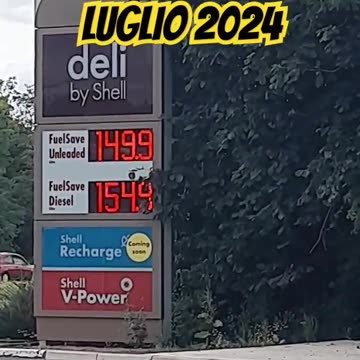 LUGLIO 2024
deli
by Shell
FuelSave
Unleaded 149.9
FuelSave
Diesel 154.9
Shell
Recharge
Coming
soon
Shell
V-Power